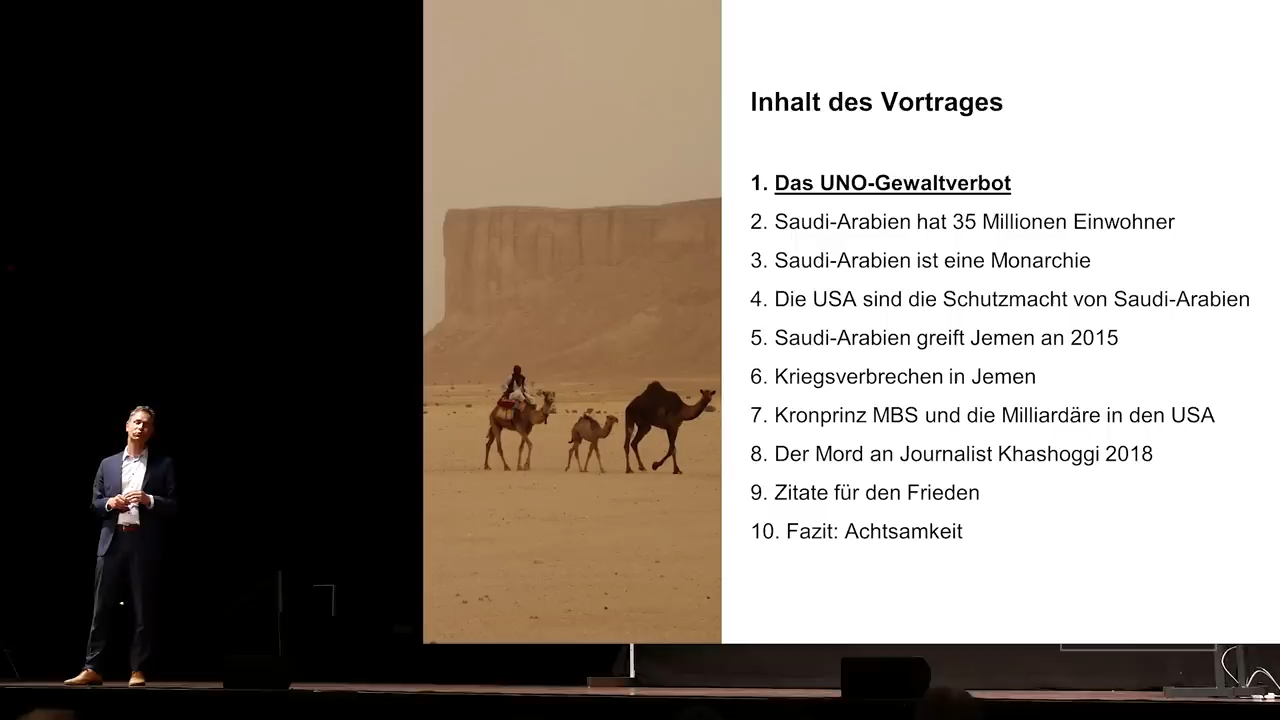 Inhalt des Vortrages
1. Das UNO-Gewaltverbot
2. Saudi-Arabien hat 35 Millionen Einwohner
3. Saudi-Arabien ist eine Monarchie
4. Die USA sind die Schutzmacht von Saudi-Arabien
5. Saudi-Arabien greift Jemen an 2015
6. Kriegsverbrechen in Jemen
7. Kronprinz MBS und die Milliardäre in den USA
8. Der Mord an Journalist Khashoggi 2018
9. Zitate für den Frieden
10. Fazit: Achtsamkeit